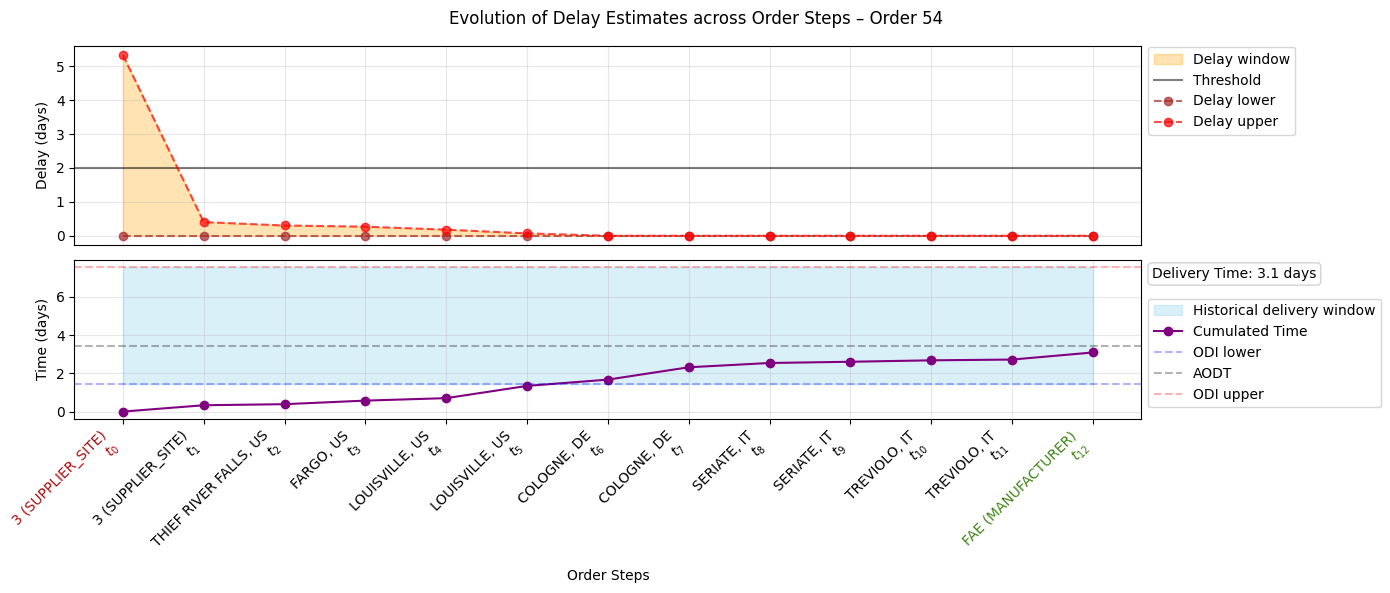 Evolution of Delay Estimates across Order Steps – Order 54
Delay (days)
5
4
3
2
1
0
Delay window
Threshold
Delay lower
Delay upper
Time (days)
6
4
2
0
Delivery Time: 3.1 days
Historical delivery window
Cumulated Time
ODI lower
AODT
ODI upper
3 (SUPPLIER_SITE)
t0
3 (SUPPLIER_SITE)
t1
THIEF RIVER FALLS, US
t2
FARGO, US
t3
LOUISVILLE, US
t4
LOUISVILLE, US
t5
COLOGNE, DE
t6
COLOGNE, DE
t7
SERIATE, IT
t8
SERIATE, IT
t9
TREVIOLO, IT
t10
TREVIOLO, IT
t11
FAE (MANUFACTURER)
t12
Order Steps